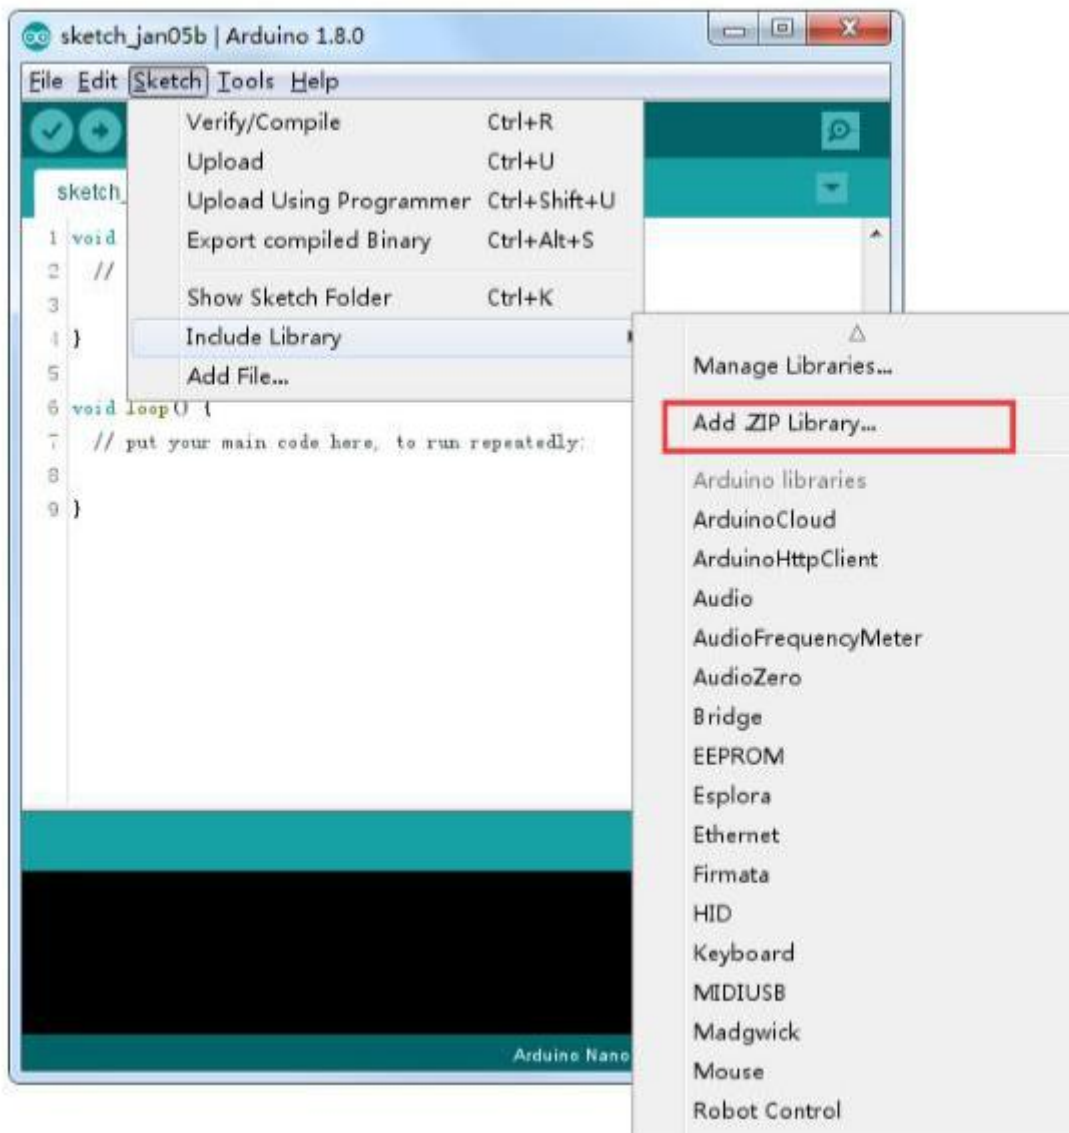 sketch_jan05b | Arduino 1.8.0
File Edit Sketch Tools Help
Verify/Compile Ctrl+R
Upload Ctrl+U
Upload Using Programmer Ctrl+Shift+U
Export compiled Binary Ctrl+Alt+S
Show Sketch Folder Ctrl+K
Include Library
Add File...
sketch_
1 void
2 //
3
4 }
5
6 void loop() {
7 // put your main code here, to run repeatedly:
8
9 }
Manage Libraries...
Add .ZIP Library...
Arduino libraries
ArduinoCloud
ArduinoHttpClient
Audio
AudioFrequencyMeter
AudioZero
Bridge
EEPROM
Esplora
Ethernet
Firmata
HID
Keyboard
MIDIUSB
Madgwick
Mouse
Robot Control
Arduino Nano